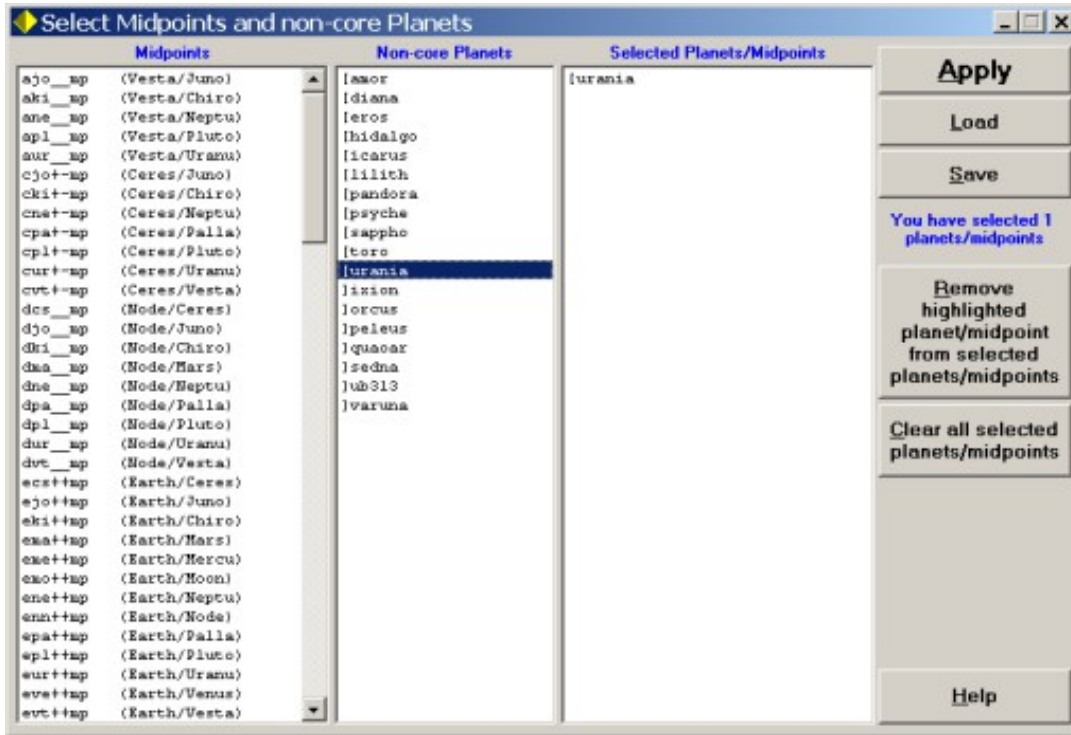 Select Midpoints and non-core Planets
Midpoints
ajo__mp (Vesta/Juno)
aki__mp (Vesta/Chiro)
ane__mp (Vesta/Neptu)
apl__mp (Vesta/Pluto)
aur__mp (Vesta/Uranu)
cjo+-mp (Ceres/Juno)
cki+-mp (Ceres/Chiro)
cne+-mp (Ceres/Neptu)
cpa+-mp (Ceres/Palla)
cpl+-mp (Ceres/Pluto)
cur+-mp (Ceres/Uranu)
cvt+-mp (Ceres/Vesta)
dcs__mp (Node/Ceres)
djo__mp (Node/Juno)
dki__mp (Node/Chiro)
dma__mp (Node/Mars)
dne__mp (Node/Neptu)
dpa__mp (Node/Palla)
dpl__mp (Node/Pluto)
dur__mp (Node/Uranu)
dvt__mp (Node/Vesta)
ecs++mp (Earth/Ceres)
ejo++mp (Earth/Juno)
eki++mp (Earth/Chiro)
ema++mp (Earth/Mars)
eme++mp (Earth/Mercu)
emo++mp (Earth/Moon)
ene++mp (Earth/Neptu)
enn++mp (Earth/Node)
epa++mp (Earth/Palla)
epl++mp (Earth/Pluto)
eur++mp (Earth/Uranu)
eve++mp (Earth/Venus)
evt++mp (Earth/Vesta)
Non-core Planets
[amor
[diana
[eros
[hidalgo
[icarus
[lilith
[pandora
[psyche
[sappho
[toro
[urania
]ixion
]orcus
]peleus
]quaoar
]sedna
]ub313
]varuna
Selected Planets/Midpoints
[urania
Apply
Load
Save
You have selected 1
planets/midpoints
Remove
highlighted
planet/midpoint
from selected
planets/midpoints
Clear all selected
planets/midpoints
Help